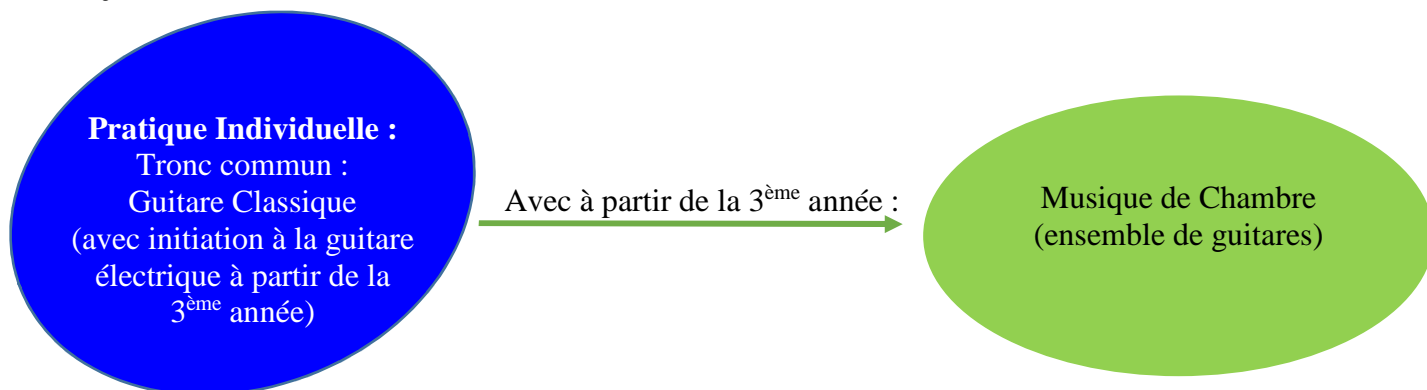 Pratique Individuelle :
Tronc commun :
Guitare Classique
(avec initiation à la guitare
électrique à partir de la
3ème année)
Avec à partir de la 3ème année :
Musique de Chambre
(ensemble de guitares)